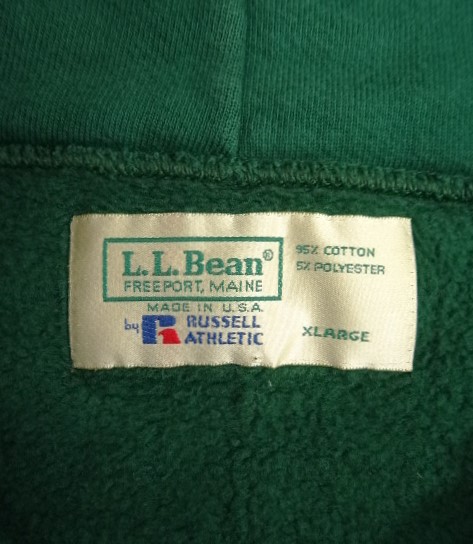 L.L.Bean®
FREEPORT, MAINE
MADE IN U.S.A.
by RUSSELL
ATHLETIC
95% COTTON
5% POLYESTER
XLARGE